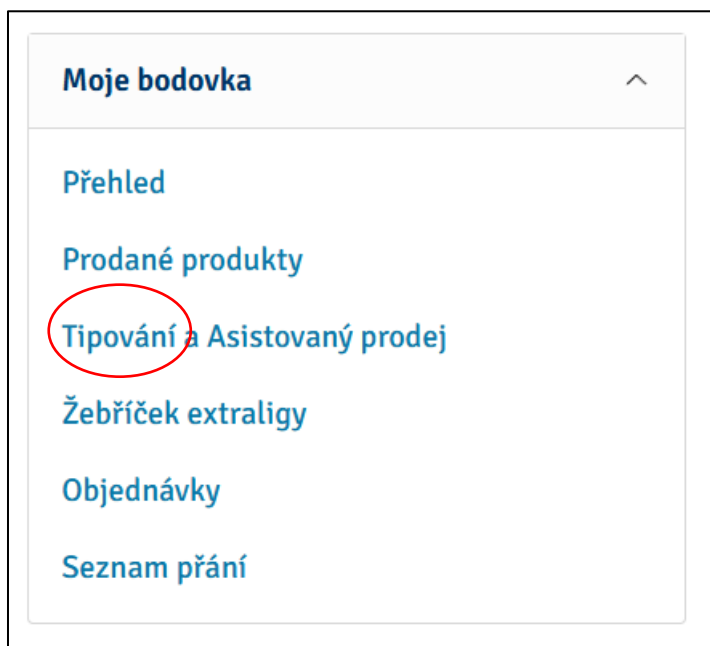 Moje bodovka
Přehled
Prodané produkty
Tipování a Asistovaný prodej
Žebříček extraligy
Objednávky
Seznam přání